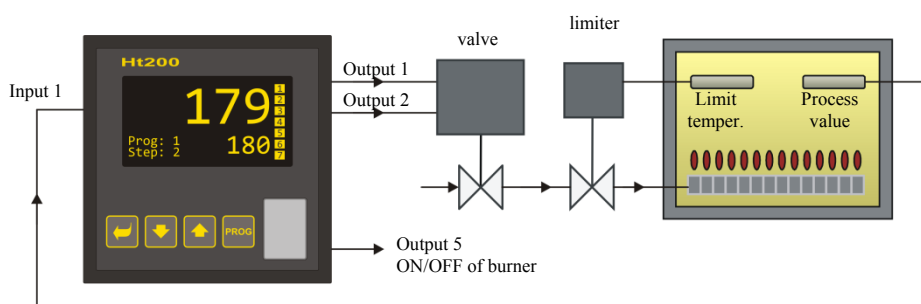 limiter
valve
Ht200
Input 1
Output 1
Output 2
179
1
2
3
4
5
6
7
Prog: 1
Step: 2
180
Limit
temper.
Process
value
PROG
Output 5
ON/OFF of burner